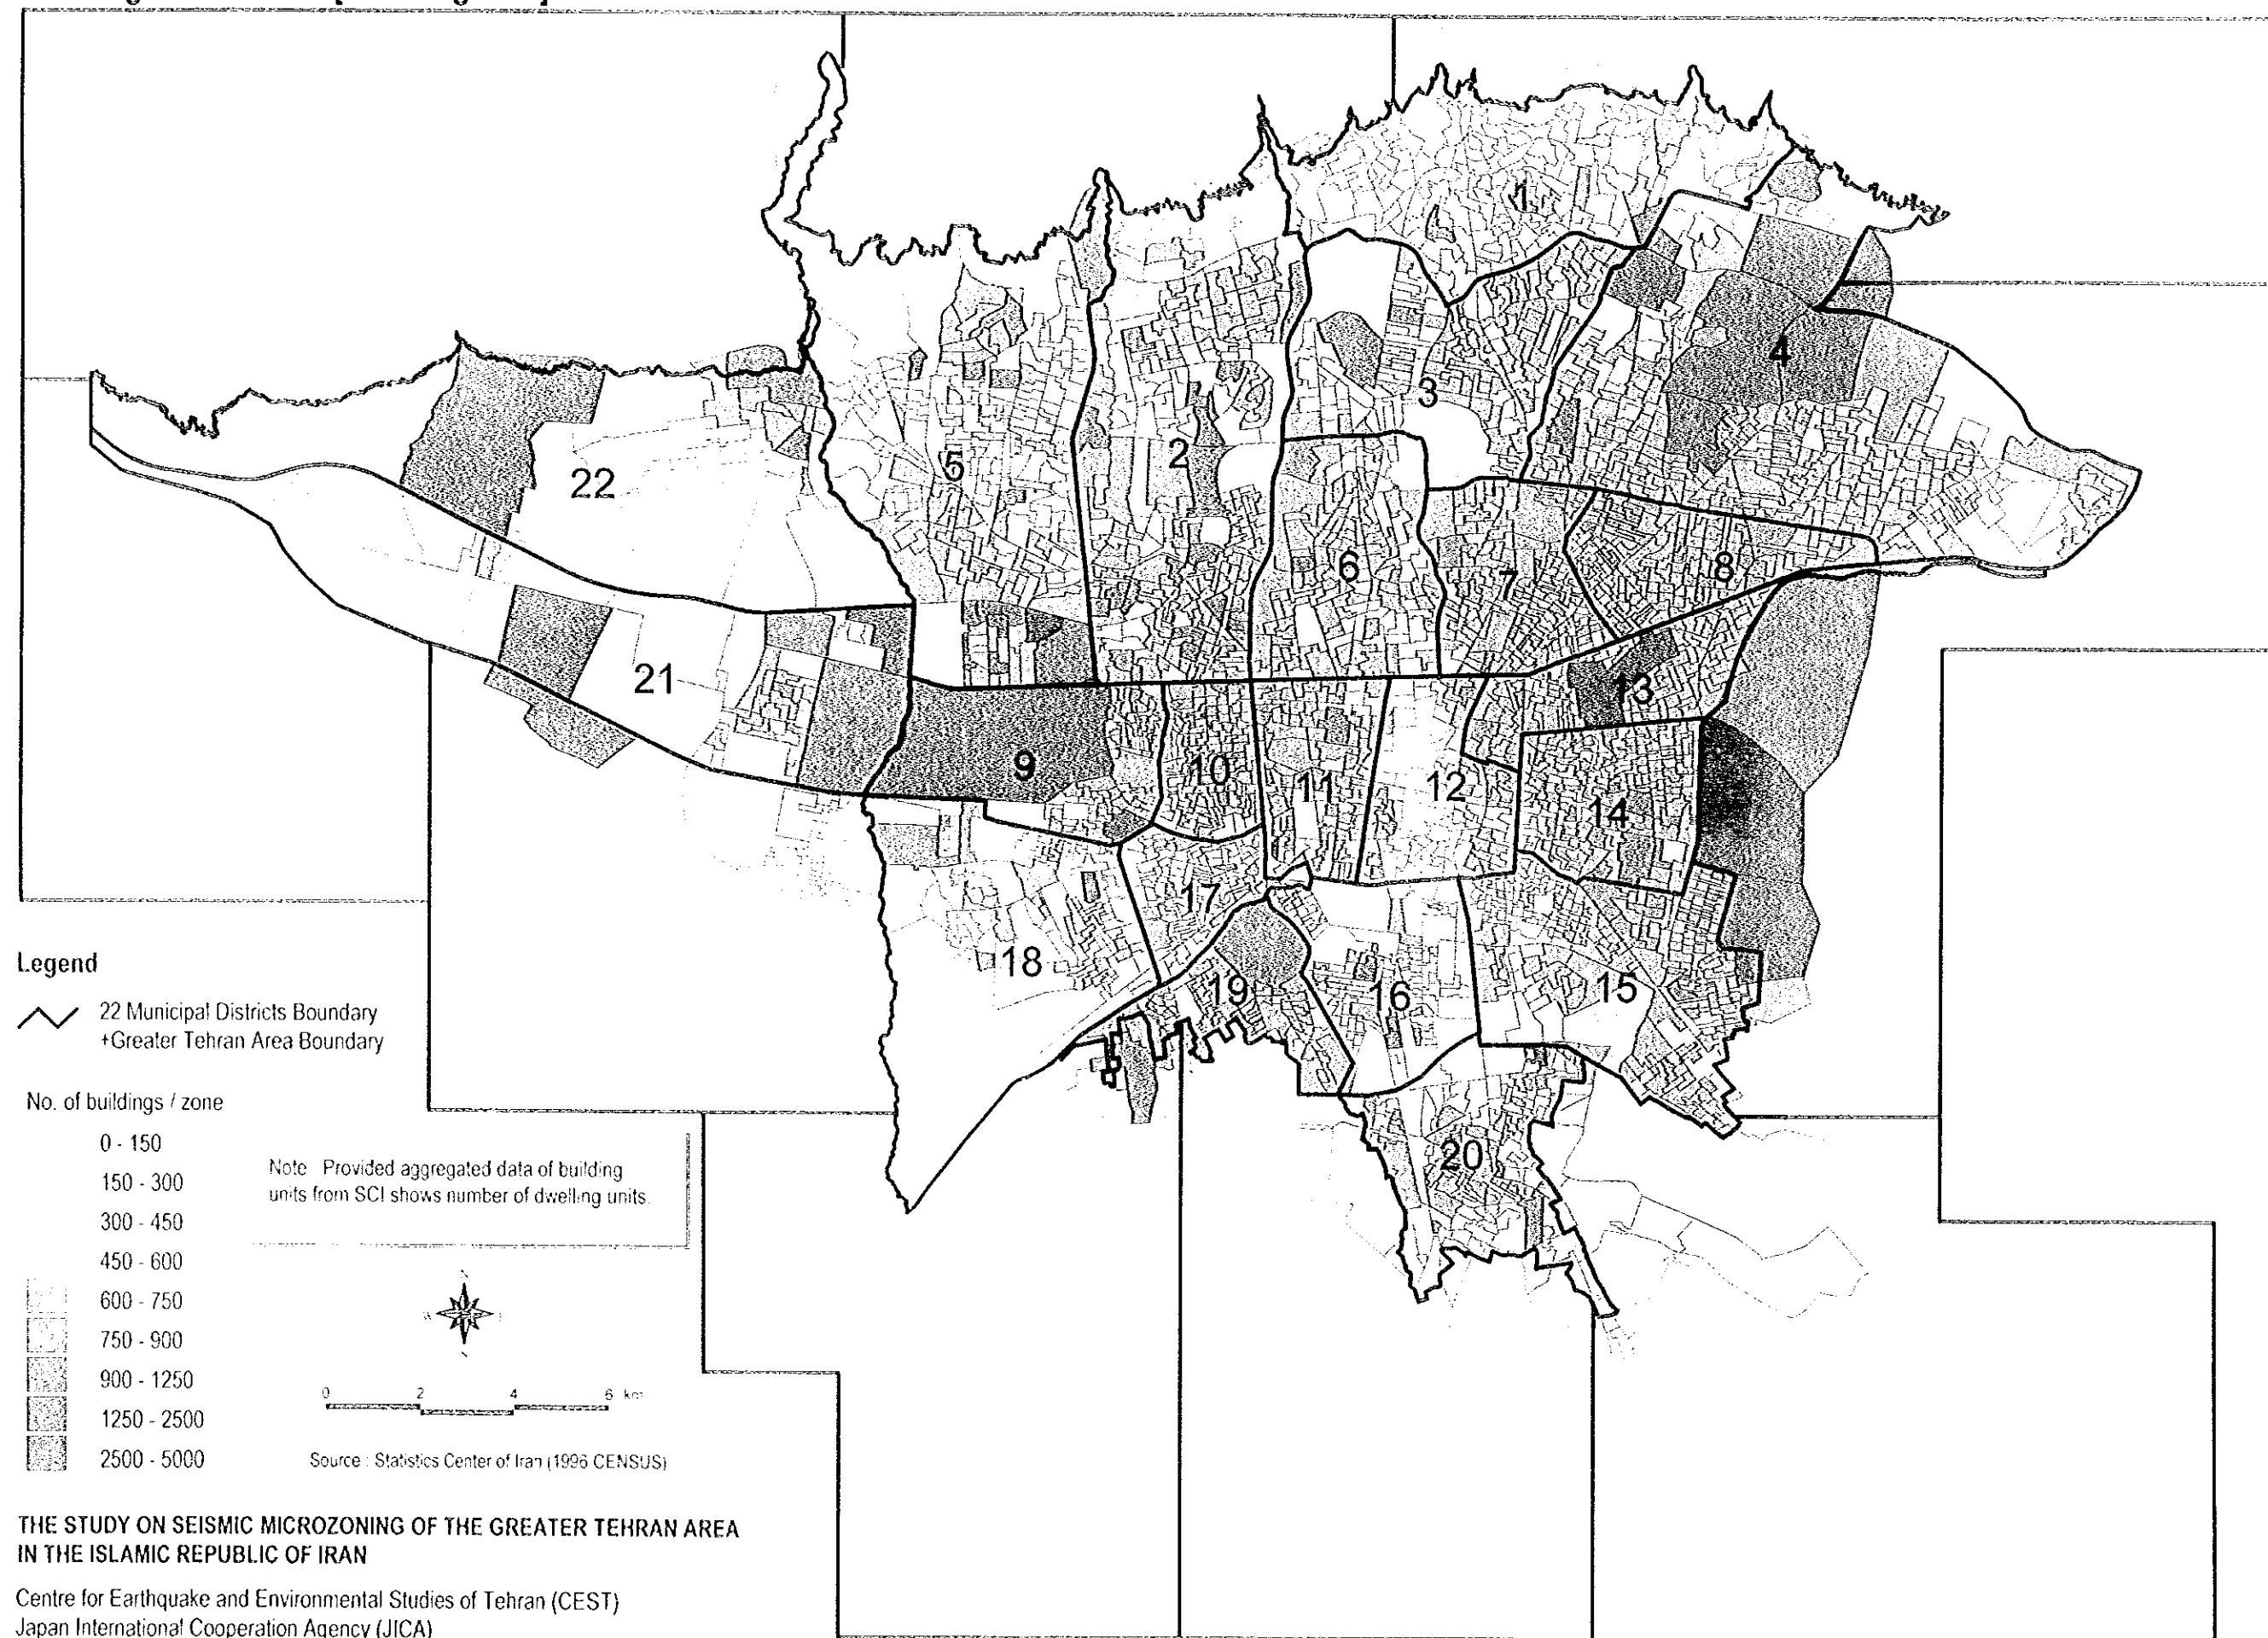 1
4
3
22
5
2
6
7
8
21
13
9
10
11
12
14
17
18
19
16
15
20
Legend
22 Municipal Districts Boundary
+Greater Tehran Area Boundary
No. of buildings / zone
0 - 150
150 - 300
300 - 450
450 - 600
600 - 750
750 - 900
900 - 1250
1250 - 2500
2500 - 5000
Note Provided aggregated data of building
units from SCI shows number of dwelling units.
0 2 4 6 km
Source : Statistics Center of Iran (1996 CENSUS)
THE STUDY ON SEISMIC MICROZONING OF THE GREATER TEHRAN AREA
IN THE ISLAMIC REPUBLIC OF IRAN
Centre for Earthquake and Environmental Studies of Tehran (CEST)
Japan International Cooperation Agency (JICA)